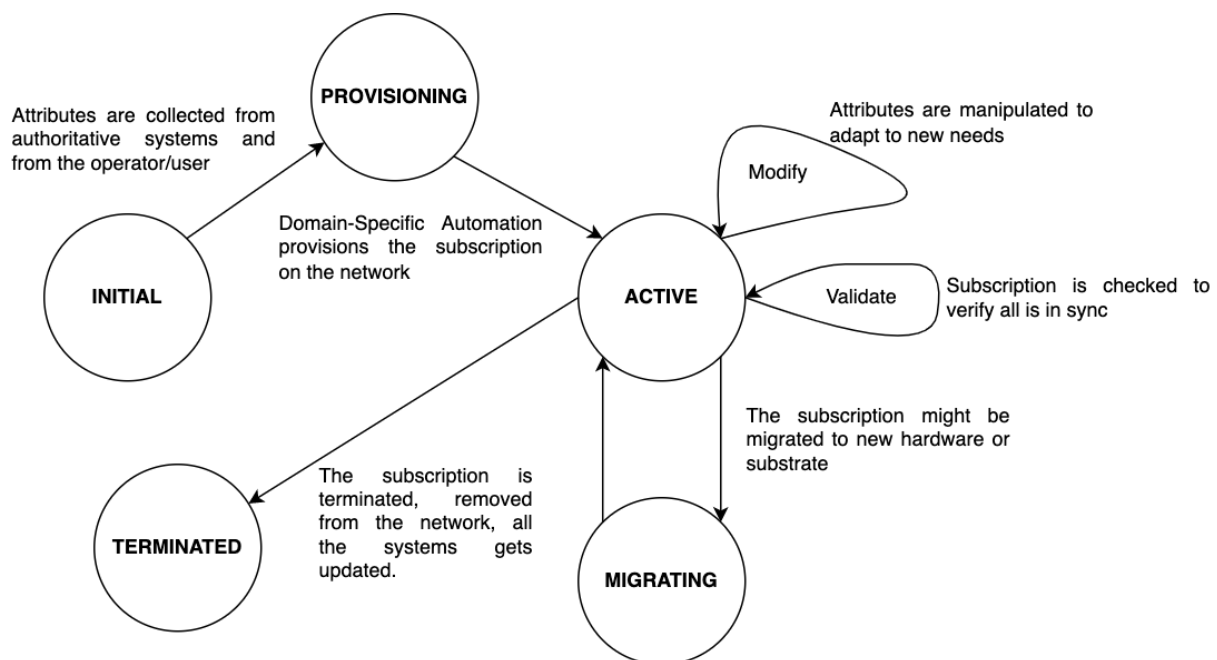 PROVISIONING
Attributes are collected from
authoritative systems and
from the operator/user
Attributes are manipulated to
adapt to new needs
Modify
Domain-Specific Automation
provisions the subscription
on the network
INITIAL
ACTIVE
Validate
Subscription is checked to
verify all is in sync
The subscription might be
migrated to new hardware or
substrate
The subscription is
terminated, removed
from the network, all
the systems gets
updated.
TERMINATED
MIGRATING